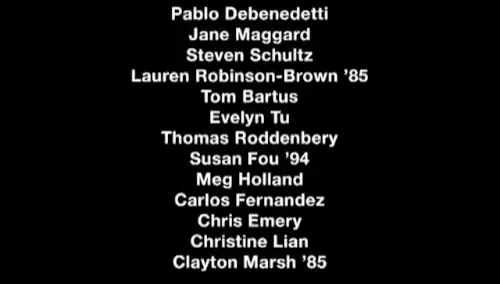 Pablo Debenedetti
Jane Maggard
Steven Schultz
Lauren Robinson-Brown ’85
Tom Bartus
Evelyn Tu
Thomas Roddenbery
Susan Fou ’94
Meg Holland
Carlos Fernandez
Chris Emery
Christine Lian
Clayton Marsh ’85